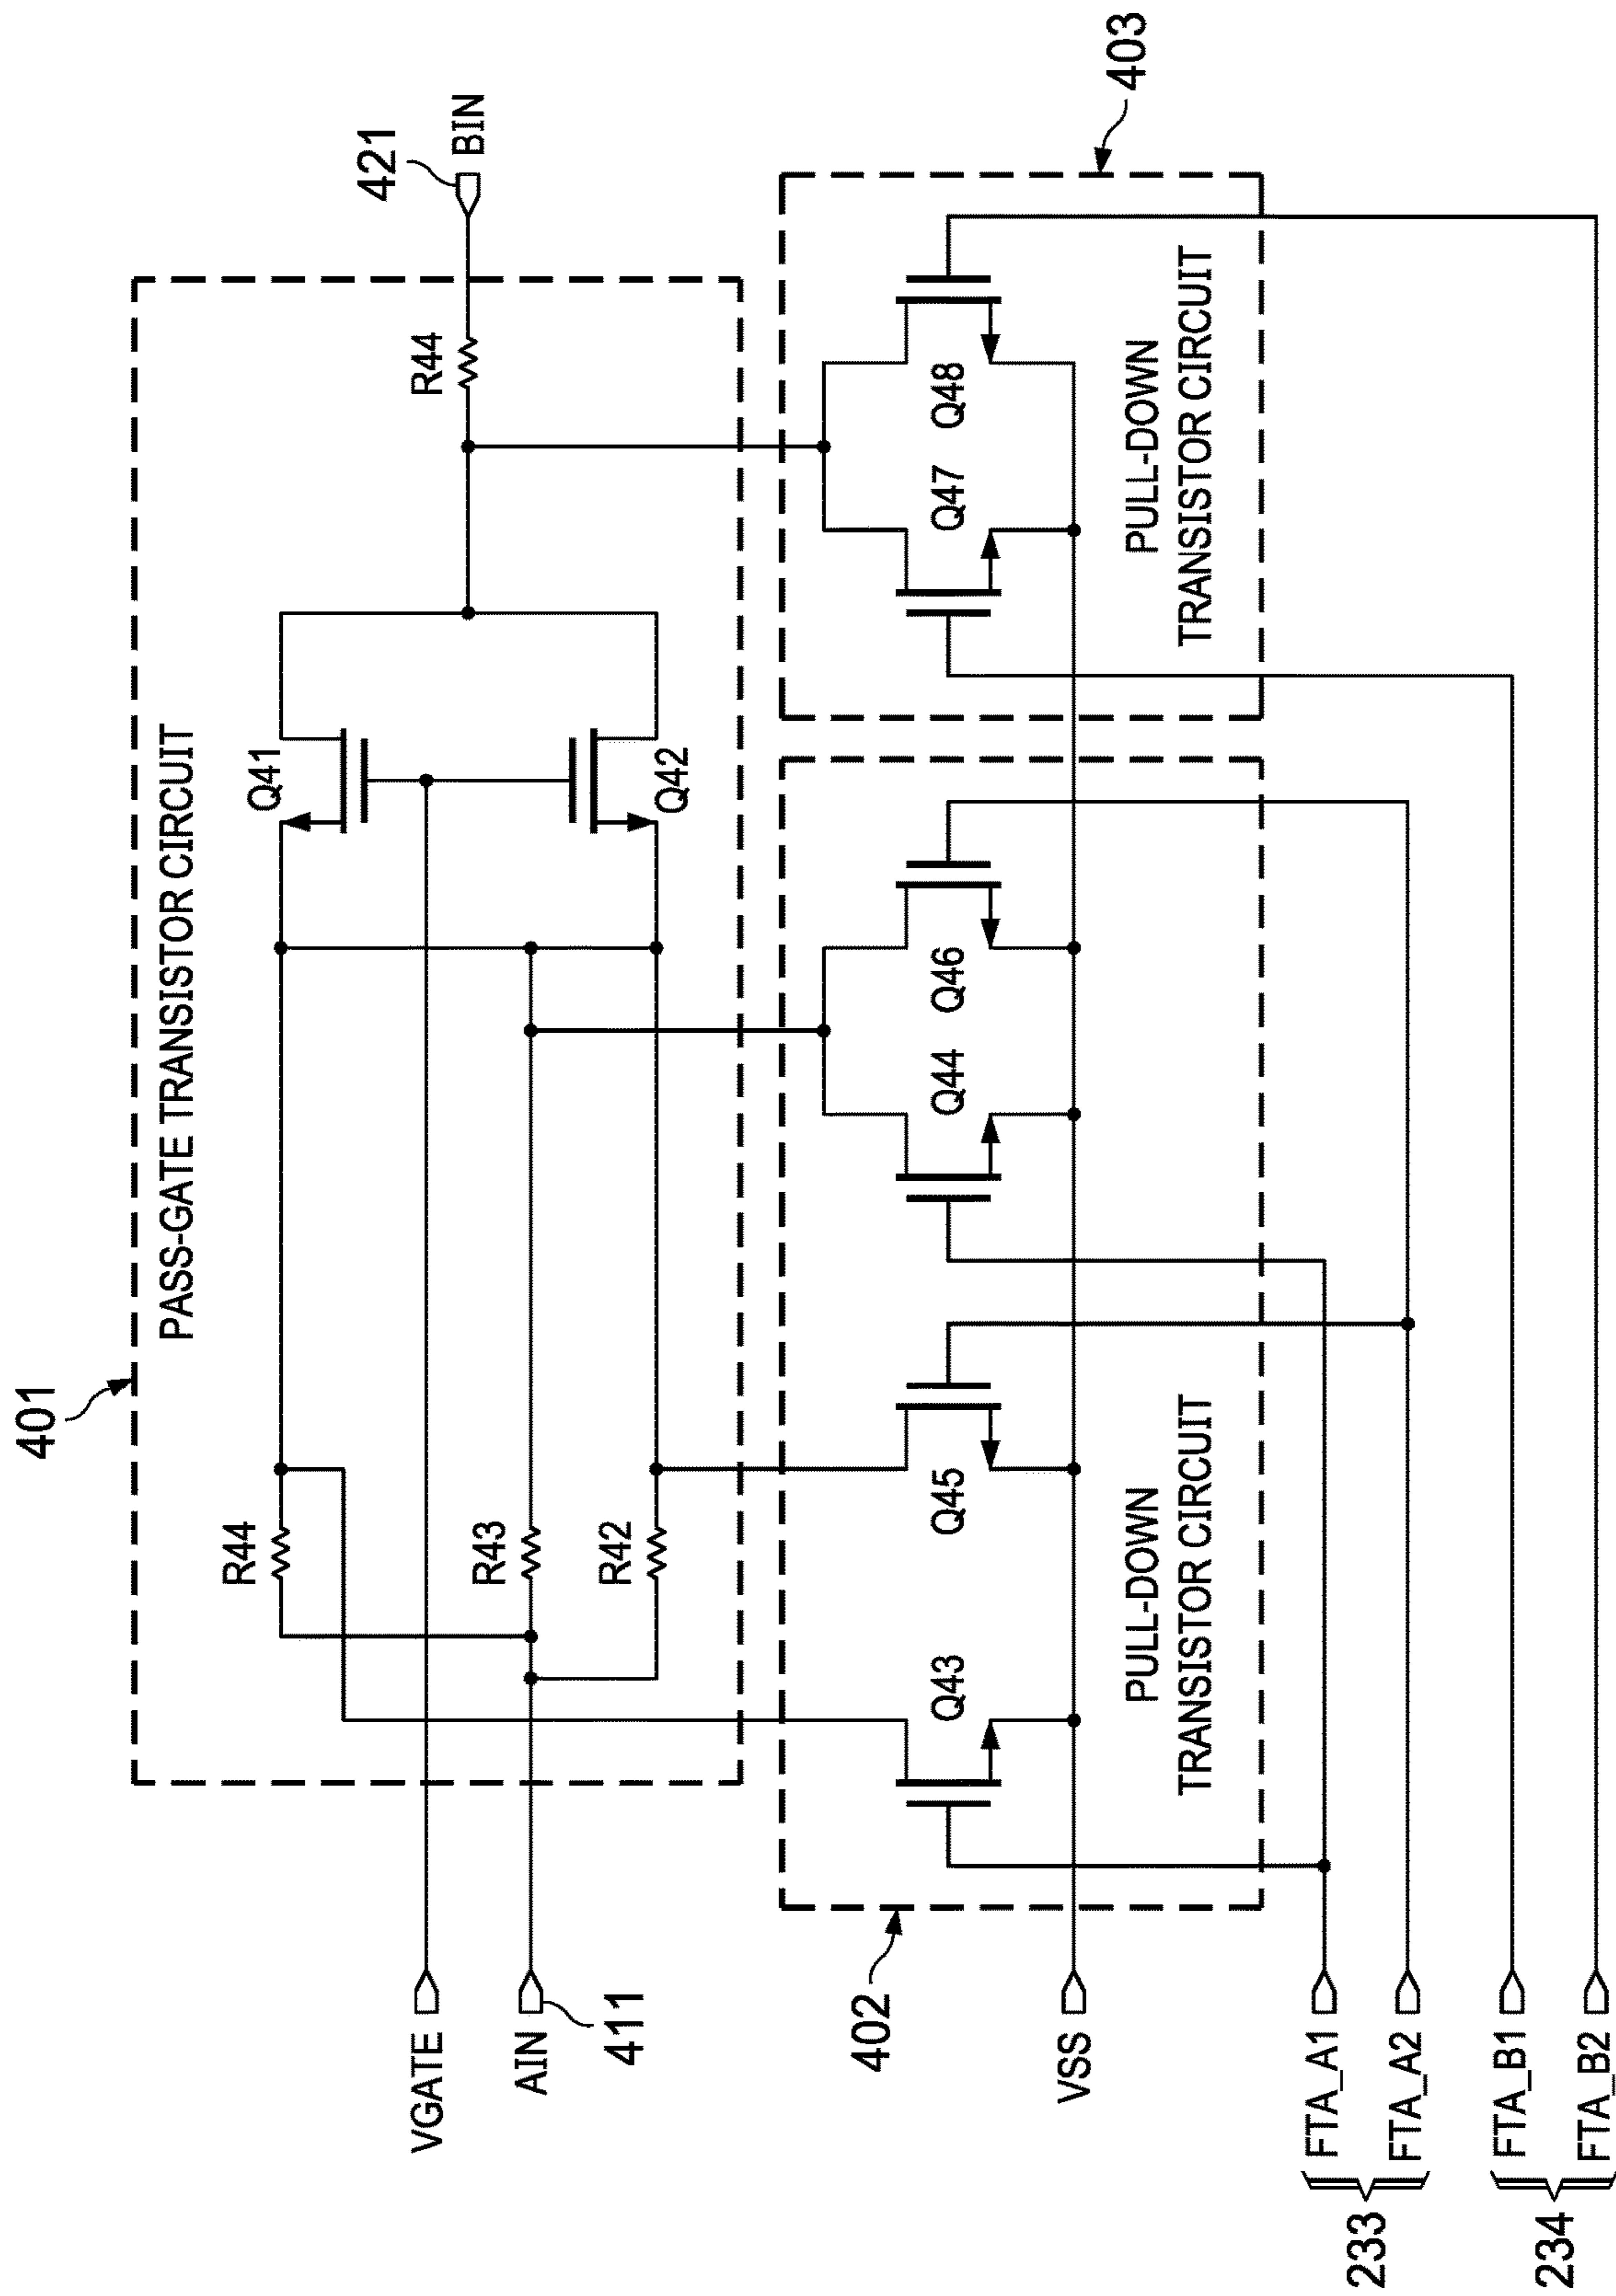 401
PASS-GATE TRANSISTOR CIRCUIT
421
BIN
R44
Q41
R44
VGATE
R43
AIN
411
R42
Q42
403
402
Q43
Q45
Q44
Q46
Q47
Q48
VSS
PULL-DOWN
TRANSISTOR CIRCUIT
PULL-DOWN
TRANSISTOR CIRCUIT
233
FTA_A1
FTA_A2
234
FTA_B1
FTA_B2